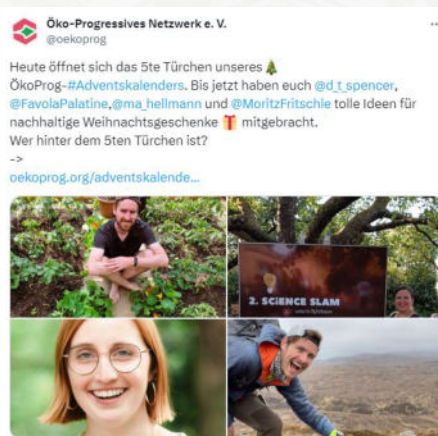 Öko-Progressives Netzwerk e. V.
@oekoprog
Heute öffnet sich das 5te Türchen unseres 🎄
ÖkoProg-#Adventskalenders. Bis jetzt haben euch @d_t_spencer,
@FavolaPalatine,@ma_hellmann und @MoritzFritschie tolle Ideen für
nachhaltige Weihnachtsgeschenke 🎁 mitgebracht.
Wer hinter dem 5ten Türchen ist?
->
oekoprog.org/adventskalende...
2. SCIENCE SLAM